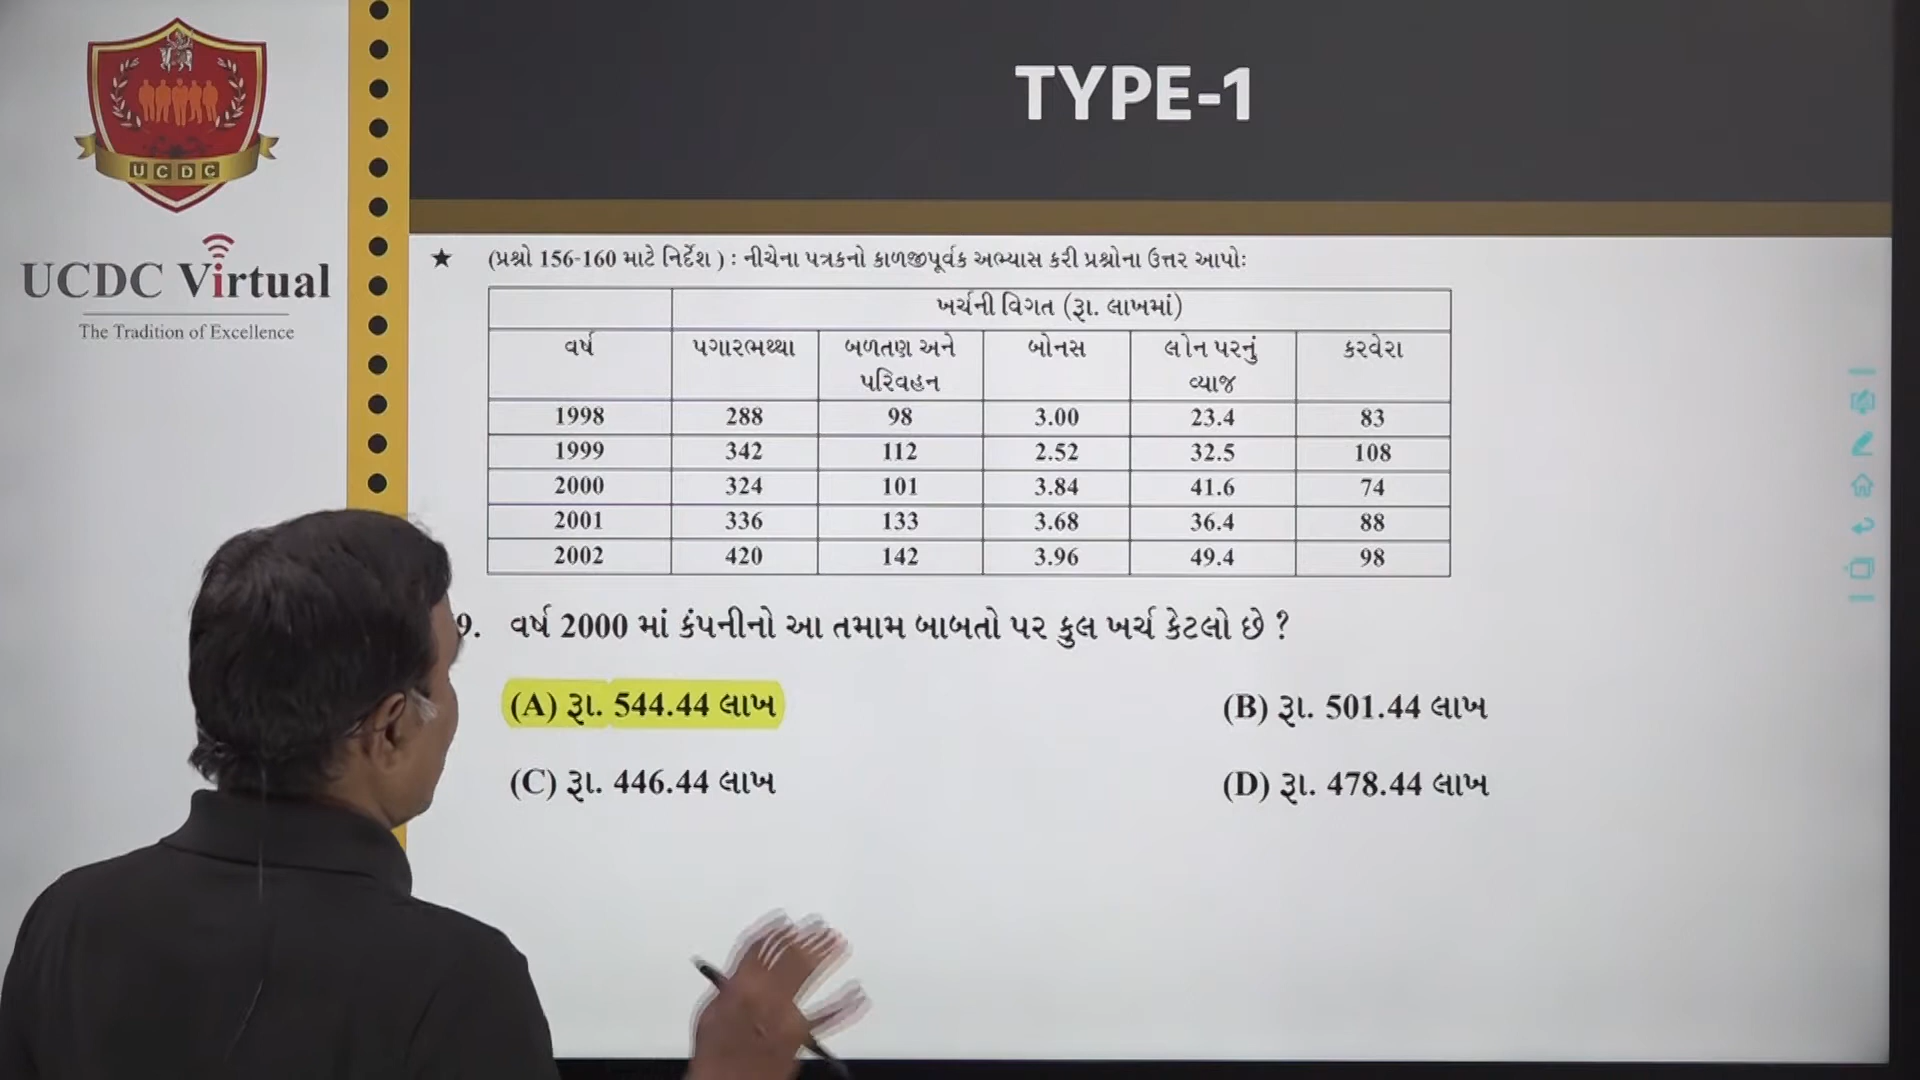 UCDC
UCDC Virtual
The Tradition of Excellence
TYPE-1
★ (પ્રશ્નો 156-160 માટે નિર્દેશ) : નીચેના પત્રકનો કાળજીપૂર્વક અભ્યાસ કરી પ્રશ્નોના ઉત્તર આપોઃ
ખર્ચની વિગત (રૂા. લાખમાં)
વર્ષ પગારભથ્થા બળતણ અને પરિવહન બોનસ લોન પરનું વ્યાજ કરવેરા
1998 288 98 3.00 23.4 83
1999 342 112 2.52 32.5 108
2000 324 101 3.84 41.6 74
2001 336 133 3.68 36.4 88
2002 420 142 3.96 49.4 98
9. વર્ષ 2000 માં કંપનીનો આ તમામ બાબતો પર કુલ ખર્ચ કેટલો છે ?
(A) રૂા. 544.44 લાખ (B) રૂા. 501.44 લાખ
(C) રૂા. 446.44 લાખ (D) રૂા. 478.44 લાખ